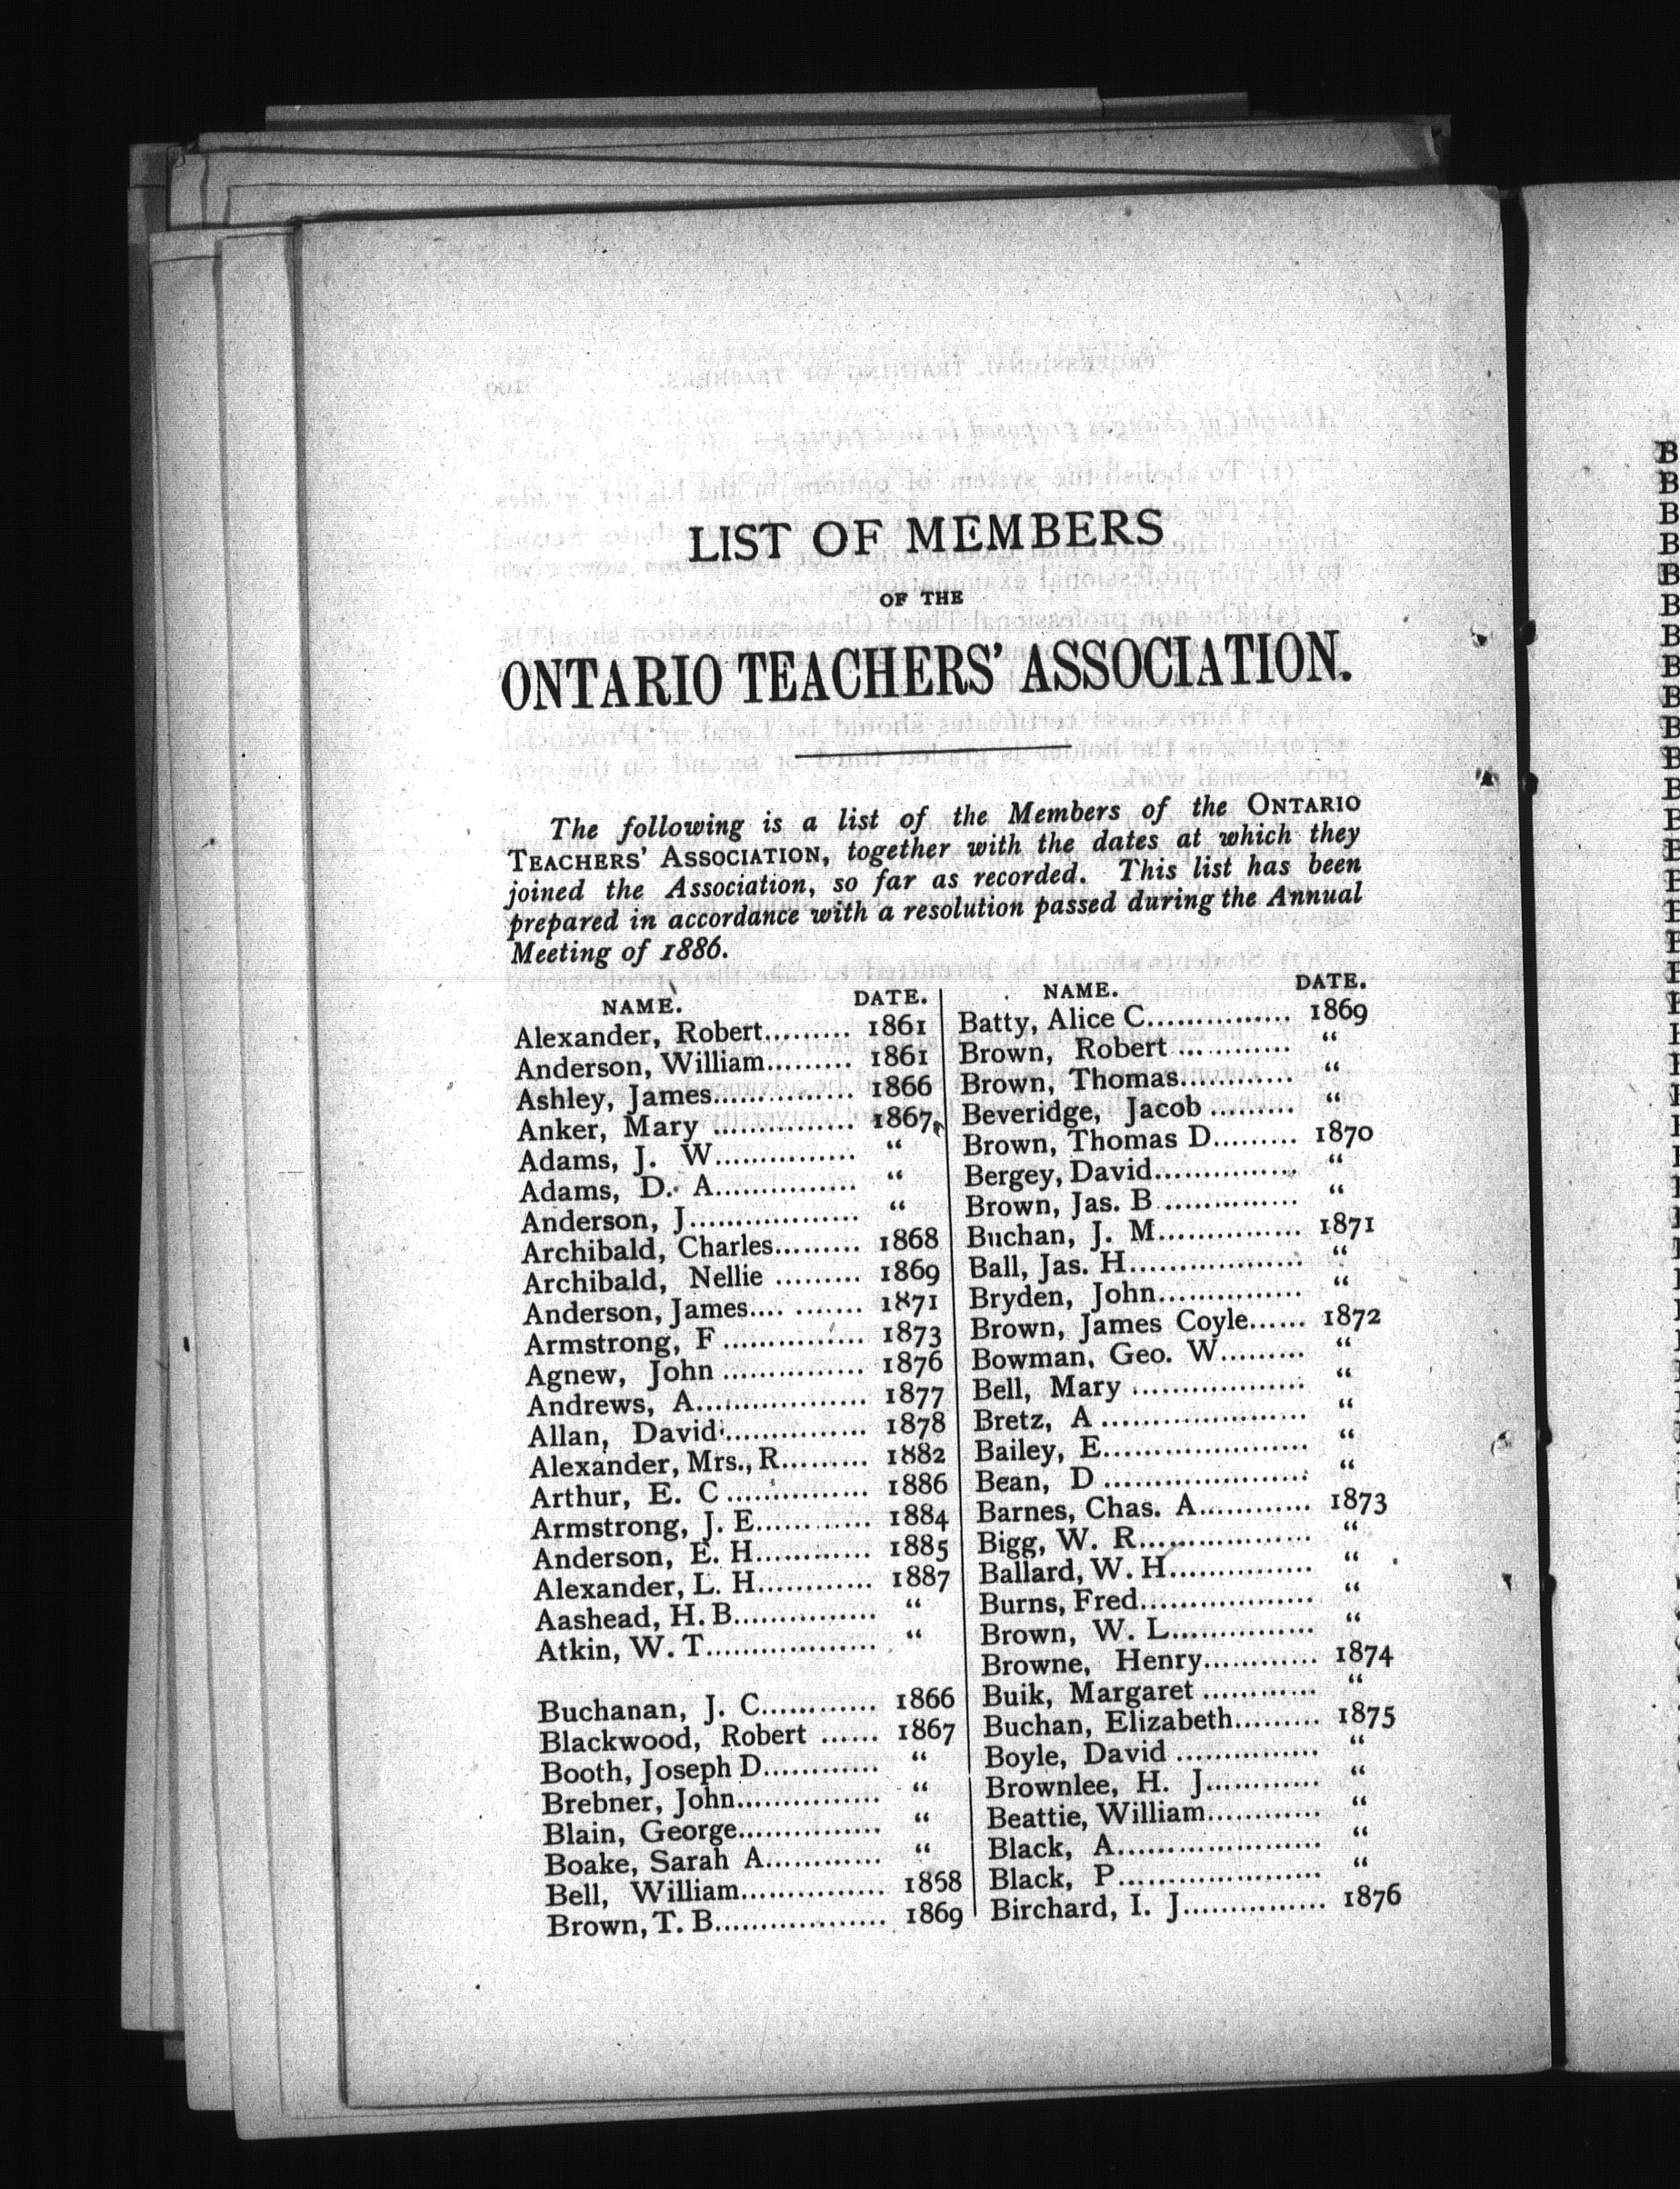 LIST OF MEMBERS
OF THE
ONTARIO TEACHERS' ASSOCIATION.
The following is a list of the Members of the ONTARIO
TEACHERS' ASSOCIATION, together with the dates at which they
joined the Association, so far as recorded. This list has been
prepared in accordance with a resolution passed during the Annual
Meeting of 1886.
NAME. DATE.
Alexander, Robert......... 1861
Anderson, William......... 1861
Ashley, James............... 1866
Anker, Mary ............... 1867
Adams, J. W............... “
Adams, D. A............... “
Anderson, J.................. “
Archibald, Charles......... 1868
Archibald, Nellie ......... 1869
Anderson, James.... ....... 1871
Armstrong, F ............... 1873
Agnew, John ............... 1876
Andrews, A.................. 1877
Allan, David............... 1878
Alexander, Mrs., R......... 1882
Arthur, E. C ............... 1886
Armstrong, J. E............ 1884
Anderson, E. H............ 1885
Alexander, L. H............ 1887
Aashead, H. B............... “
Atkin, W. T.................. “
Buchanan, J. C............ 1866
Blackwood, Robert ...... 1867
Booth, Joseph D............ “
Brebner, John............... “
Blain, George............... “
Boake, Sarah A............ “
Bell, William............... 1868
Brown, T. B.................. 1869
NAME. DATE.
Batty, Alice C............... 1869
Brown, Robert ............ “
Brown, Thomas............ “
Beveridge, Jacob ......... “
Brown, Thomas D......... 1870
Bergey, David............... “
Brown, Jas. B ............... “
Buchan, J. M............... 1871
Ball, Jas. H.................. “
Bryden, John............... “
Brown, James Coyle...... 1872
Bowman, Geo. W......... “
Bell, Mary .................. “
Bretz, A ..................... “
Bailey, E..................... “
Bean, D ..................... “
Barnes, Chas. A............ 1873
Bigg, W. R.................. “
Ballard, W. H............... “
Burns, Fred.................. “
Brown, W. L............... “
Browne, Henry............ 1874
Buik, Margaret ............ “
Buchan, Elizabeth......... 1875
Boyle, David ............... “
Brownlee, H. J............ “
Beattie, William............ “
Black, A..................... “
Black, P..................... “
Birchard, I. J............... 1876